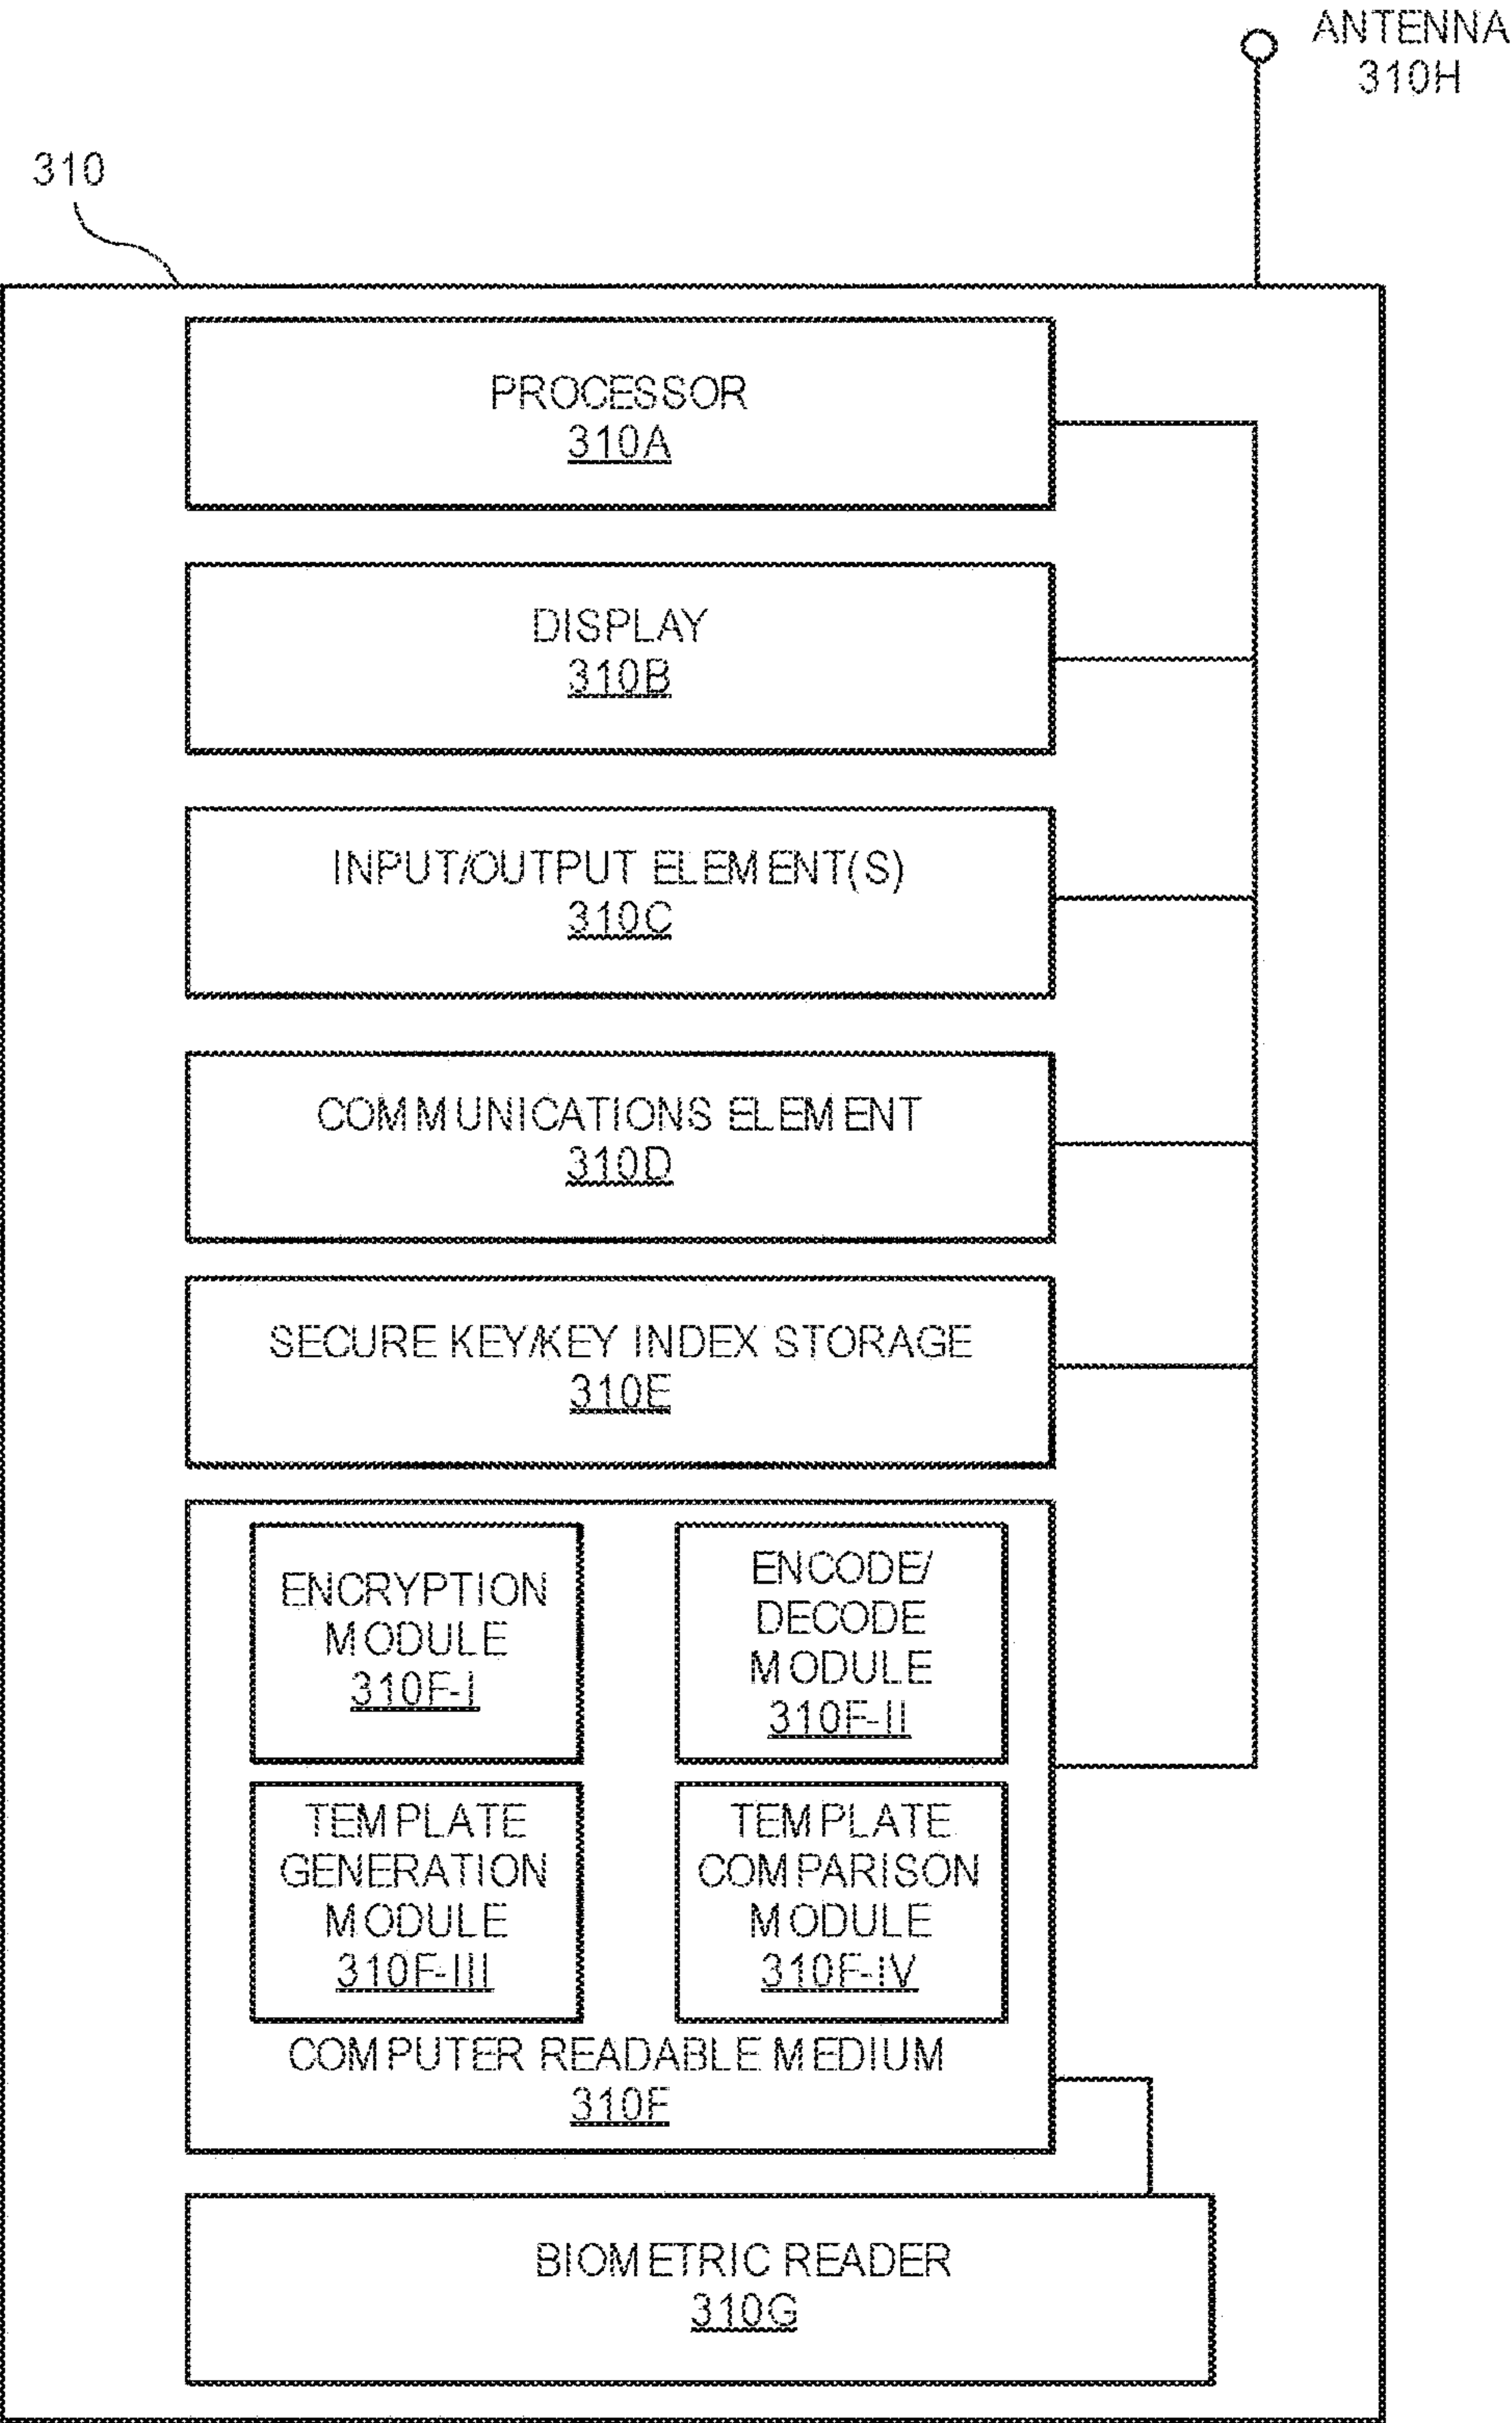 ANTENNA
310H
310
PROCESSOR
310A
DISPLAY
310B
INPUT/OUTPUT ELEMENT(S)
310C
COMMUNICATIONS ELEMENT
310D
SECURE KEY/KEY INDEX STORAGE
310E
ENCRYPTION
MODULE
310F-I
ENCODE/
DECODE
MODULE
310F-II
TEMPLATE
GENERATION
MODULE
310F-III
TEMPLATE
COMPARISON
MODULE
310F-iV
COMPUTER READABLE MEDIUM
310F
BIOMETRIC READER
310G